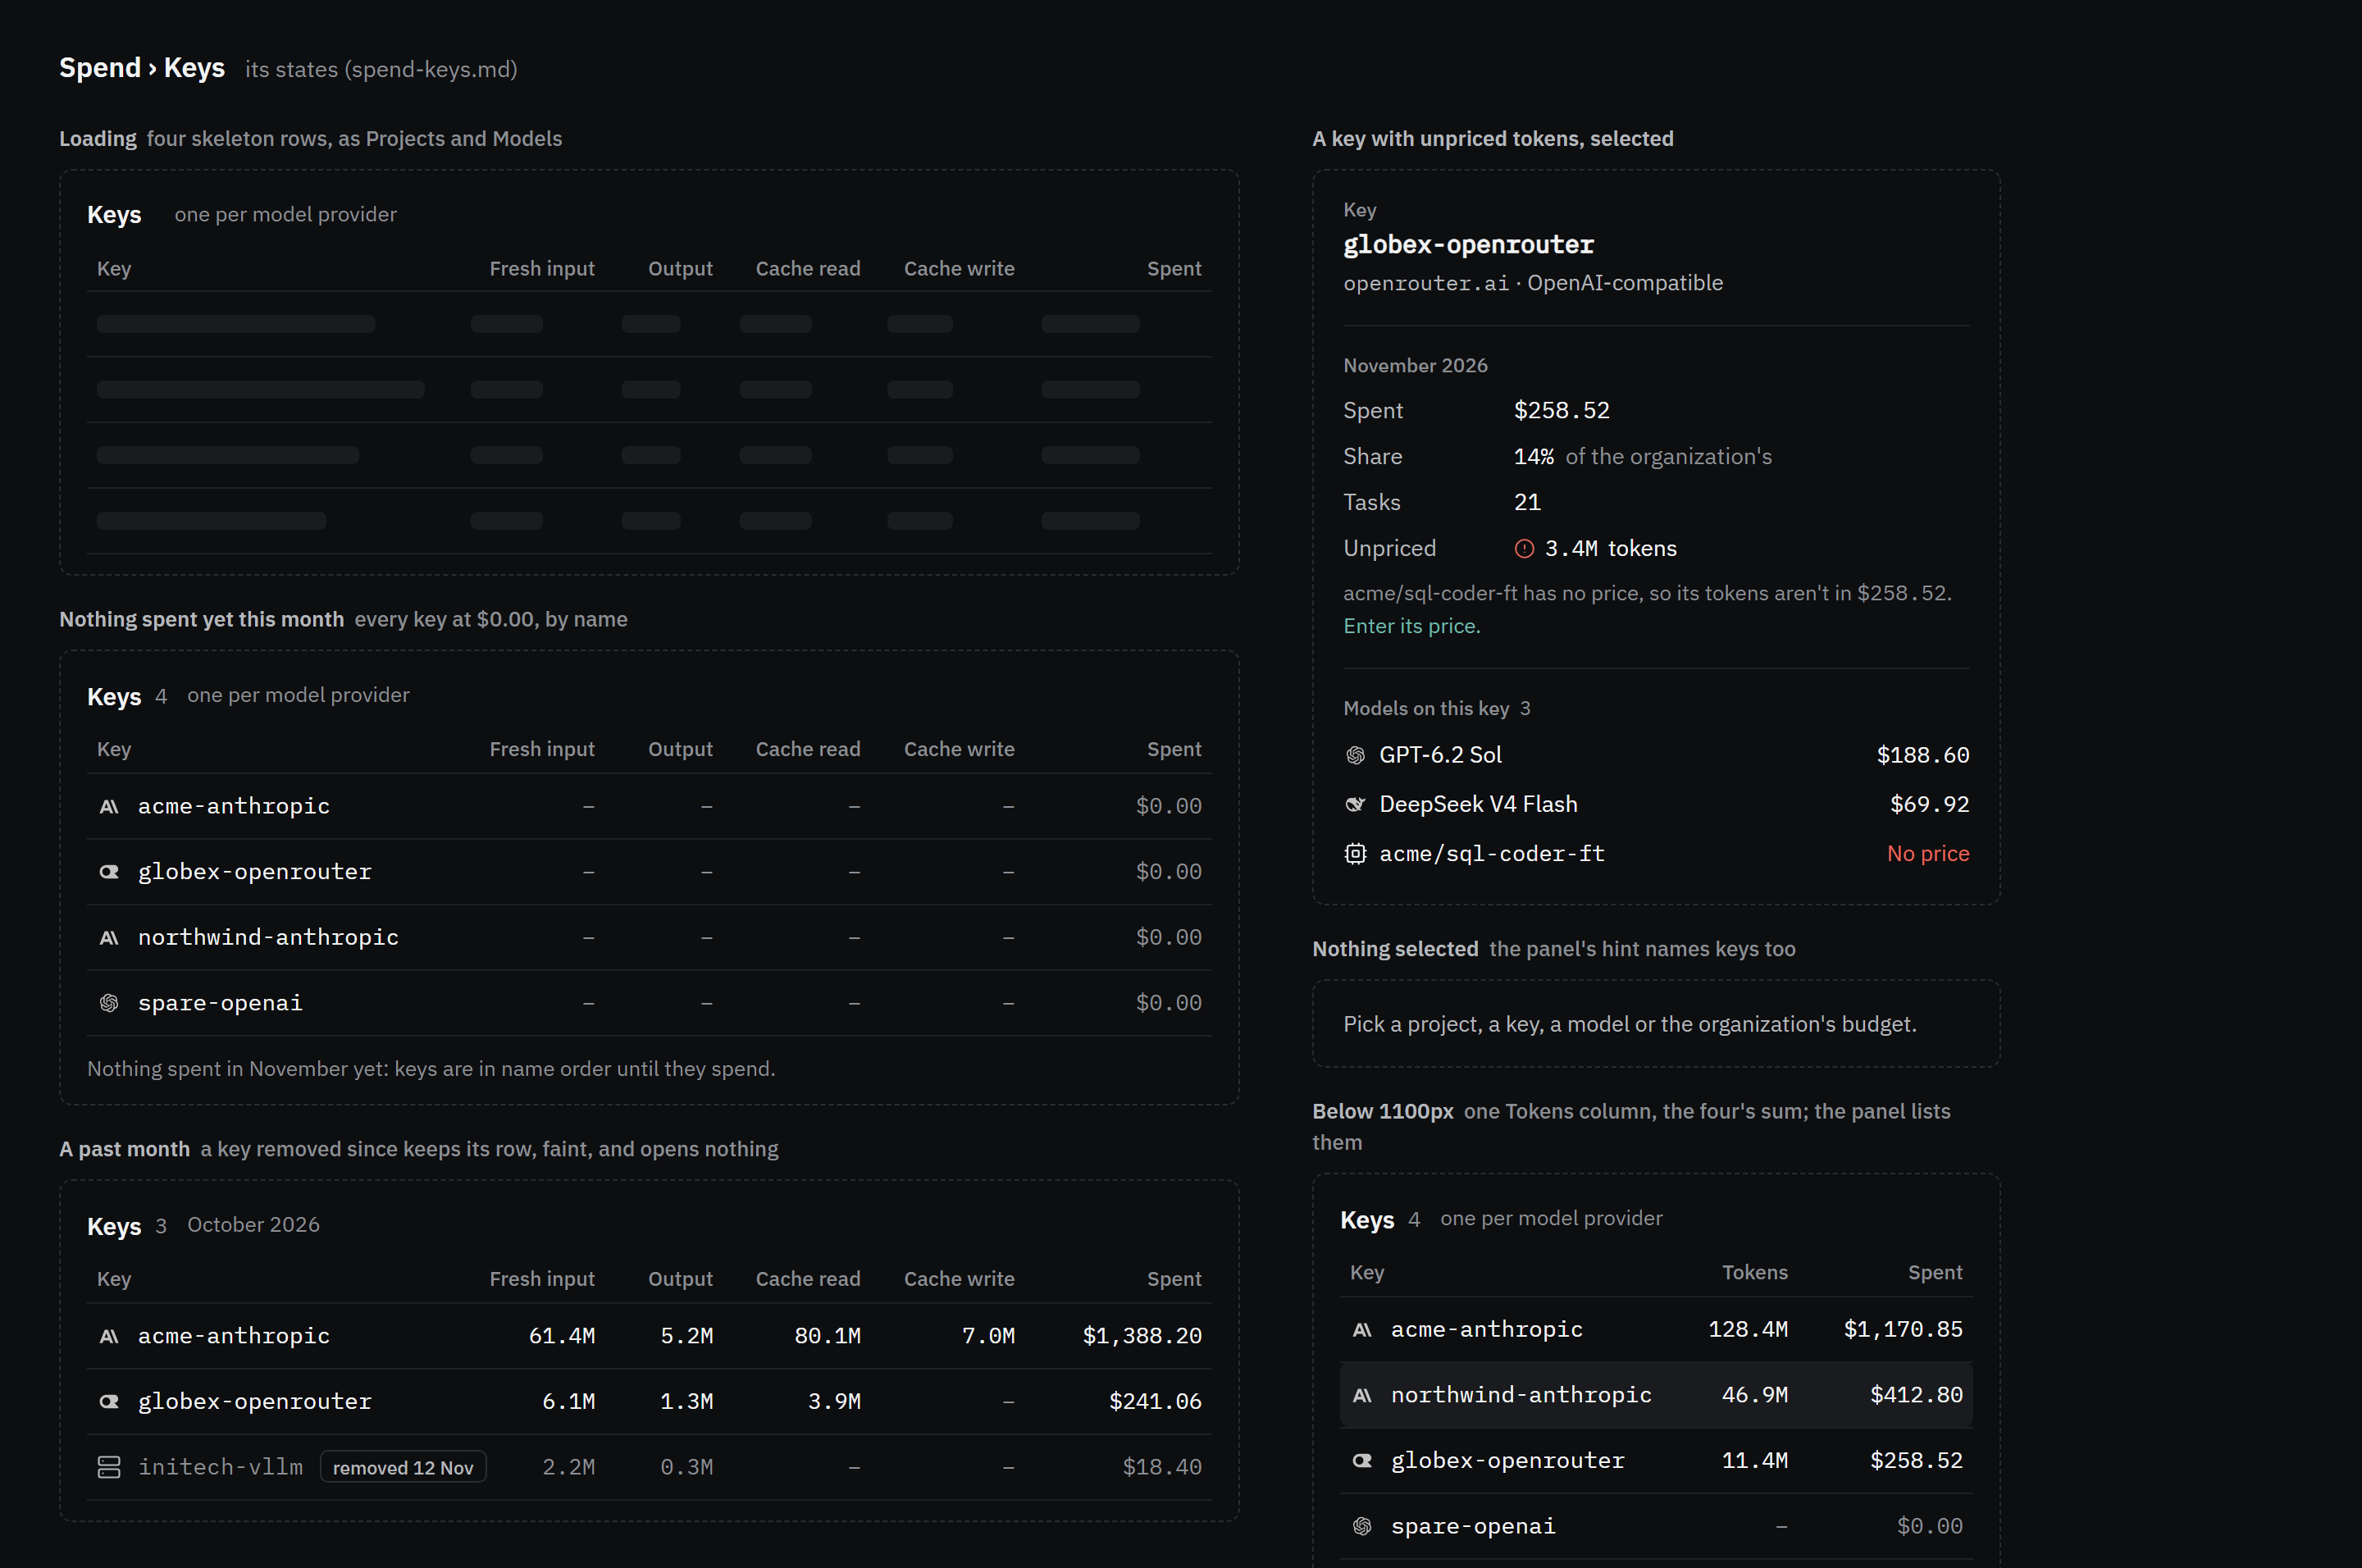 Spend › Keys its states (spend-keys.md)
Loading four skeleton rows, as Projects and Models
Keys one per model provider
Key Fresh input Output Cache read Cache write Spent
Nothing spent yet this month every key at $0.00, by name
Keys 4 one per model provider
Key Fresh input Output Cache read Cache write Spent
acme-anthropic – – – – $0.00
globex-openrouter – – – – $0.00
northwind-anthropic – – – – $0.00
spare-openai – – – – $0.00
Nothing spent in November yet: keys are in name order until they spend.
A past month a key removed since keeps its row, faint, and opens nothing
Keys 3 October 2026
Key Fresh input Output Cache read Cache write Spent
acme-anthropic 61.4M 5.2M 80.1M 7.0M $1,388.20
globex-openrouter 6.1M 1.3M 3.9M – $241.06
initech-vllm removed 12 Nov 2.2M 0.3M – – $18.40
A key with unpriced tokens, selected
Key
globex-openrouter
openrouter.ai · OpenAI-compatible
November 2026
Spent $258.52
Share 14% of the organization's
Tasks 21
Unpriced 3.4M tokens
acme/sql-coder-ft has no price, so its tokens aren't in $258.52.
Enter its price.
Models on this key 3
GPT-6.2 Sol $188.60
DeepSeek V4 Flash $69.92
acme/sql-coder-ft No price
Nothing selected the panel's hint names keys too
Pick a project, a key, a model or the organization's budget.
Below 1100px one Tokens column, the four's sum; the panel lists
them
Keys 4 one per model provider
Key Tokens Spent
acme-anthropic 128.4M $1,170.85
northwind-anthropic 46.9M $412.80
globex-openrouter 11.4M $258.52
spare-openai – $0.00